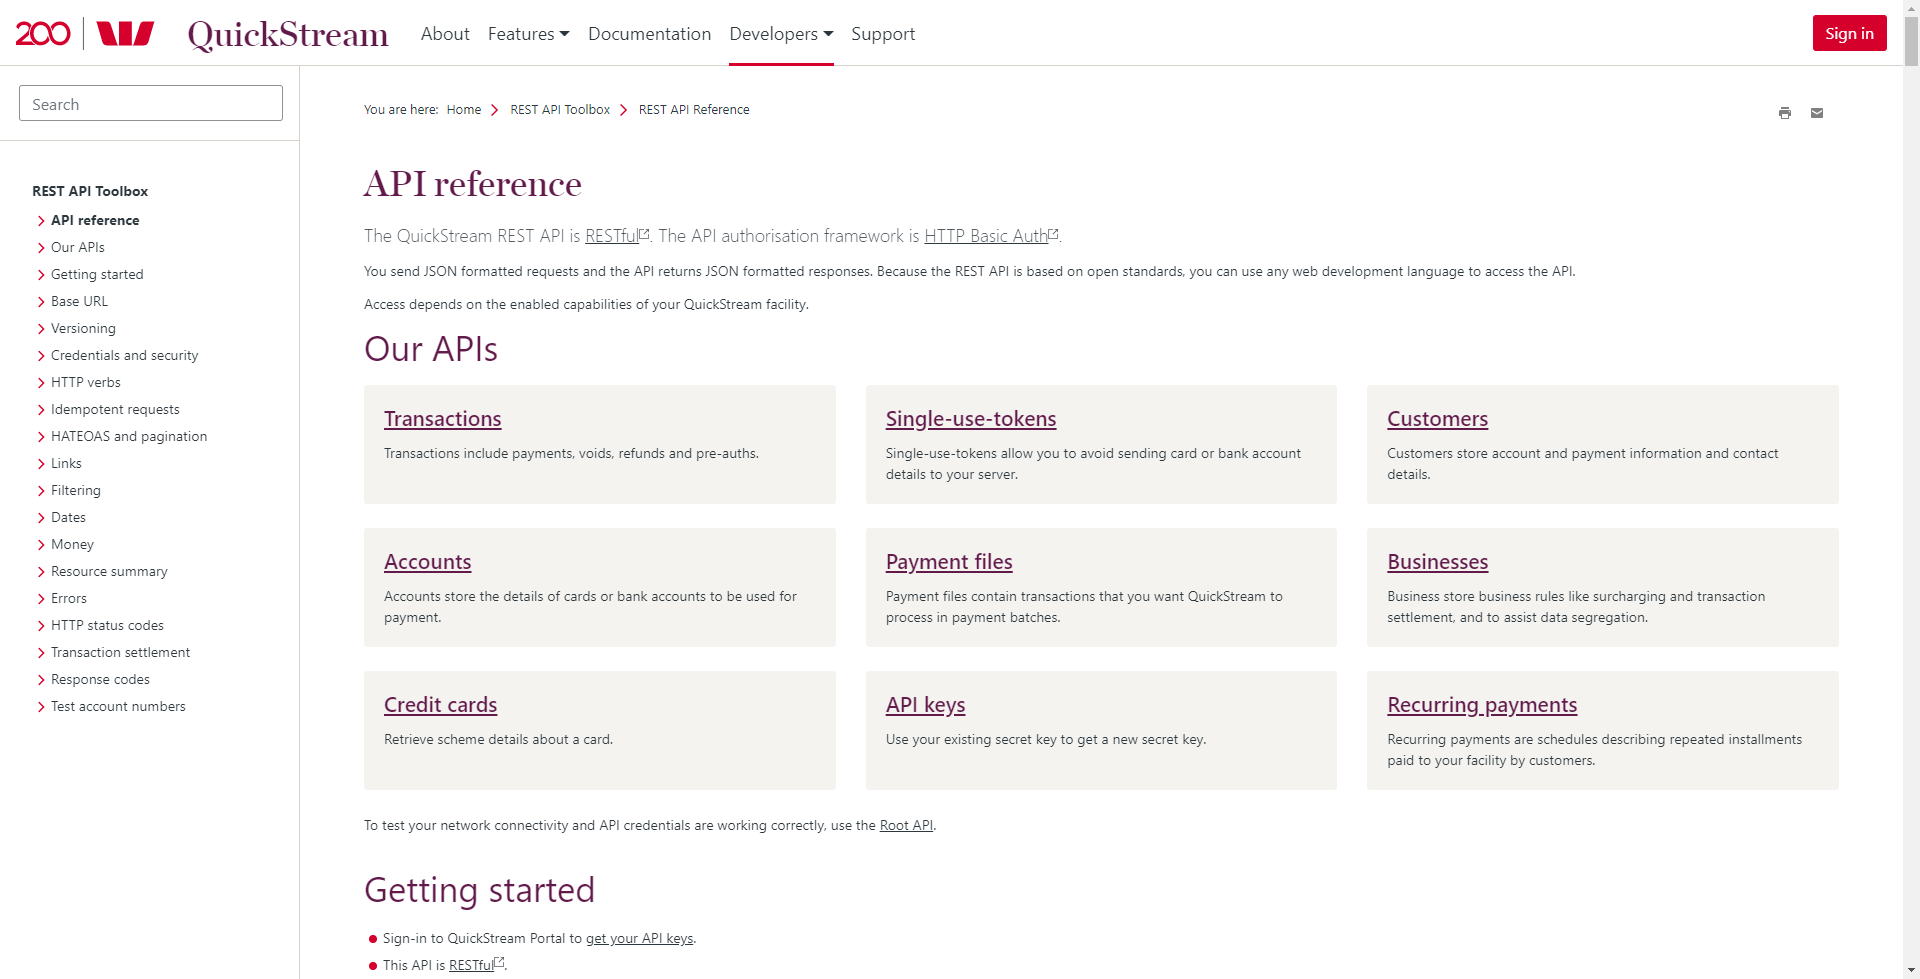 200
QuickStream
About
Features
Documentation
Developers
Support
Sign in
Search
REST API Toolbox
API reference
Our APIs
Getting started
Base URL
Versioning
Credentials and security
HTTP verbs
Idempotent requests
HATEOAS and pagination
Links
Filtering
Dates
Money
Resource summary
Errors
HTTP status codes
Transaction settlement
Response codes
Test account numbers
You are here: Home REST API Toolbox REST API Reference
API reference
The QuickStream REST API is RESTful. The API authorisation framework is HTTP Basic Auth.
You send JSON formatted requests and the API returns JSON formatted responses. Because the REST API is based on open standards, you can use any web development language to access the API.
Access depends on the enabled capabilities of your QuickStream facility.
Our APIs
Transactions
Transactions include payments, voids, refunds and pre-auths.
Single-use-tokens
Single-use-tokens allow you to avoid sending card or bank account
details to your server.
Customers
Customers store account and payment information and contact
details.
Accounts
Accounts store the details of cards or bank accounts to be used for
payment.
Payment files
Payment files contain transactions that you want QuickStream to
process in payment batches.
Businesses
Business store business rules like surcharging and transaction
settlement, and to assist data segregation.
Credit cards
Retrieve scheme details about a card.
API keys
Use your existing secret key to get a new secret key.
Recurring payments
Recurring payments are schedules describing repeated installments
paid to your facility by customers.
To test your network connectivity and API credentials are working correctly, use the Root API.
Getting started
Sign-in to QuickStream Portal to get your API keys.
This API is RESTful.